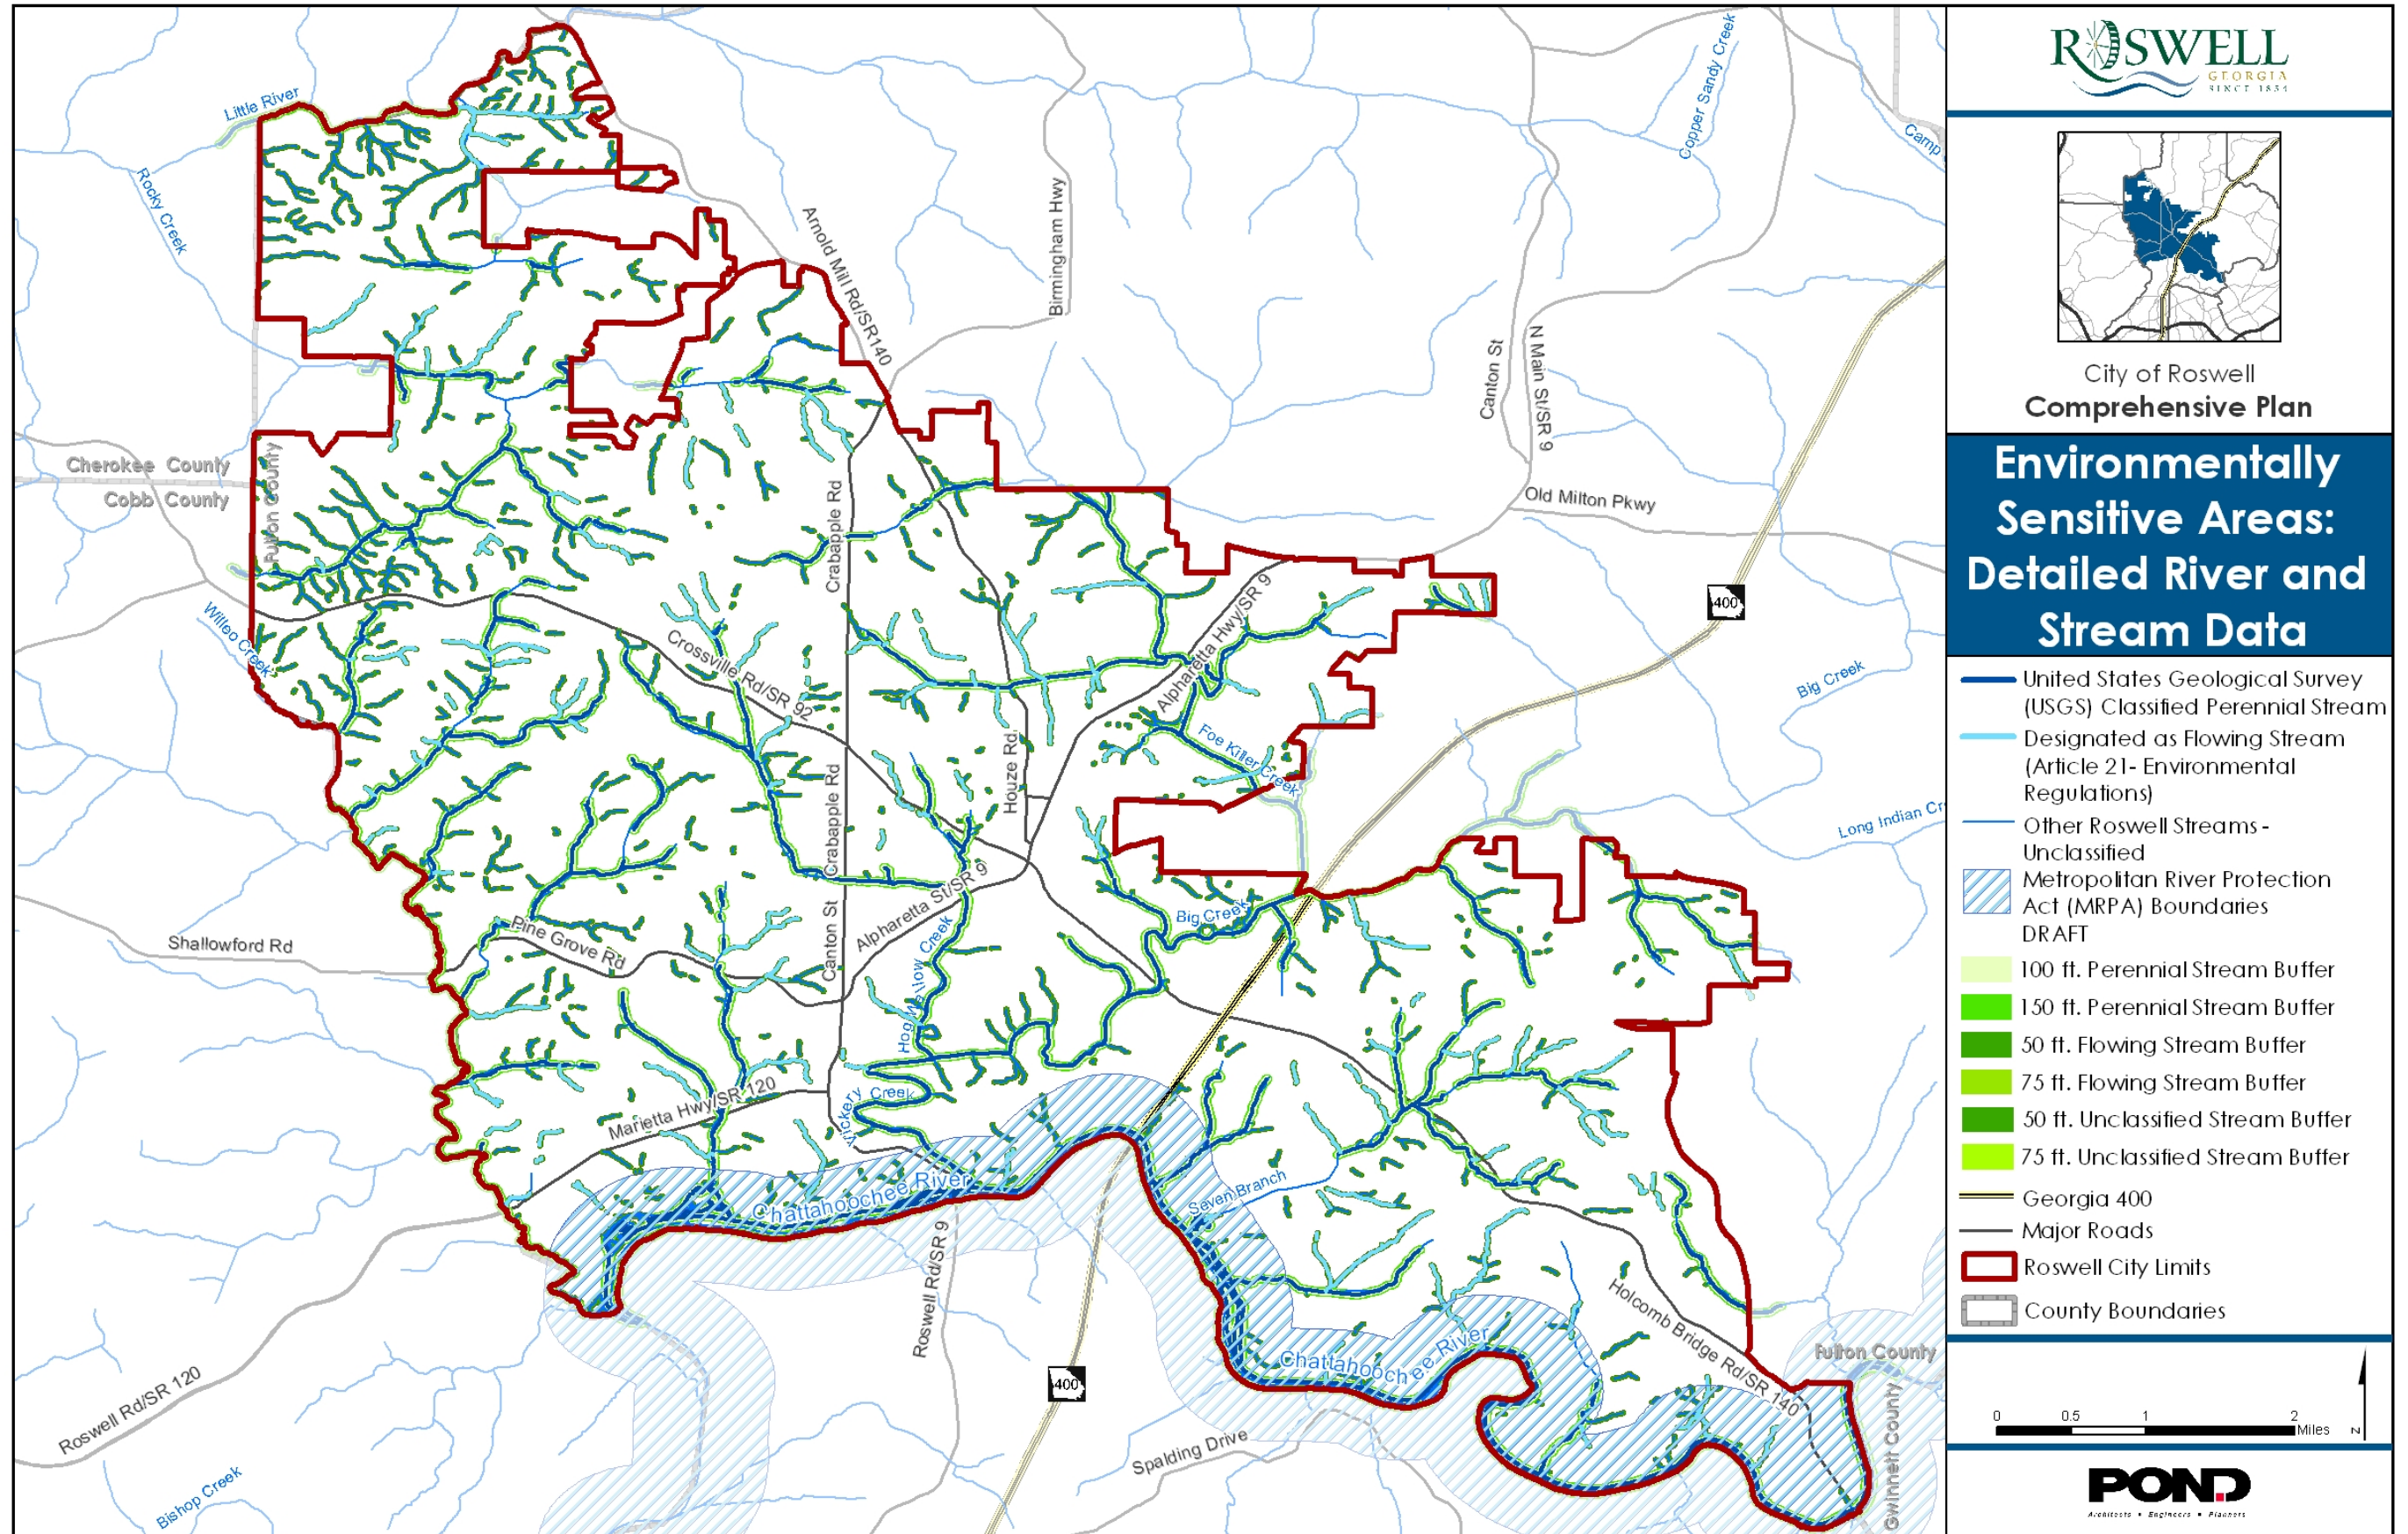 Little River
Rocky Creek
Cherokee County
Cobb County
Fulton County
Willeo Creek
Arnold Mill Rd/SR140
Birmingham Hwy
Copper Sandy Creek
Camp
Canton St
N Main St/SR 9
Old Milton Pkwy
400
Crabapple Rd
Crossville Rd/SR 92
Alpharetta Hwy/SR 9
Foe Killer Creek
Houze Rd
Crabapple Rd
Big Creek
Long Indian Cr
Shallowford Rd
Pine Grove Rd
Canton St
Alpharetta St/SR 9
Hog Wallow Creek
Big Creek
Marietta Hwy/SR 120
Vickery Creek
Chattahoochee River
Seven Branch
Roswell Rd/SR 9
Roswell Rd/SR 120
Bishop Creek
400
Spalding Drive
Chattahoochee River
Holcomb Bridge Rd/SR 140
Fulton County
Gwinnett County
ROSWELL
GEORGIA
SINCE 1854
City of Roswell
Comprehensive Plan
Environmentally
Sensitive Areas:
Detailed River and
Stream Data
United States Geological Survey
(USGS) Classified Perennial Stream
Designated as Flowing Stream
(Article 21- Environmental
Regulations)
Other Roswell Streams -
Unclassified
Metropolitan River Protection
Act (MRPA) Boundaries
DRAFT
100 ft. Perennial Stream Buffer
150 ft. Perennial Stream Buffer
50 ft. Flowing Stream Buffer
75 ft. Flowing Stream Buffer
50 ft. Unclassified Stream Buffer
75 ft. Unclassified Stream Buffer
Georgia 400
Major Roads
Roswell City Limits
County Boundaries
0 0.5 1 2
Miles
N
POND
Architects • Engineers • Planners